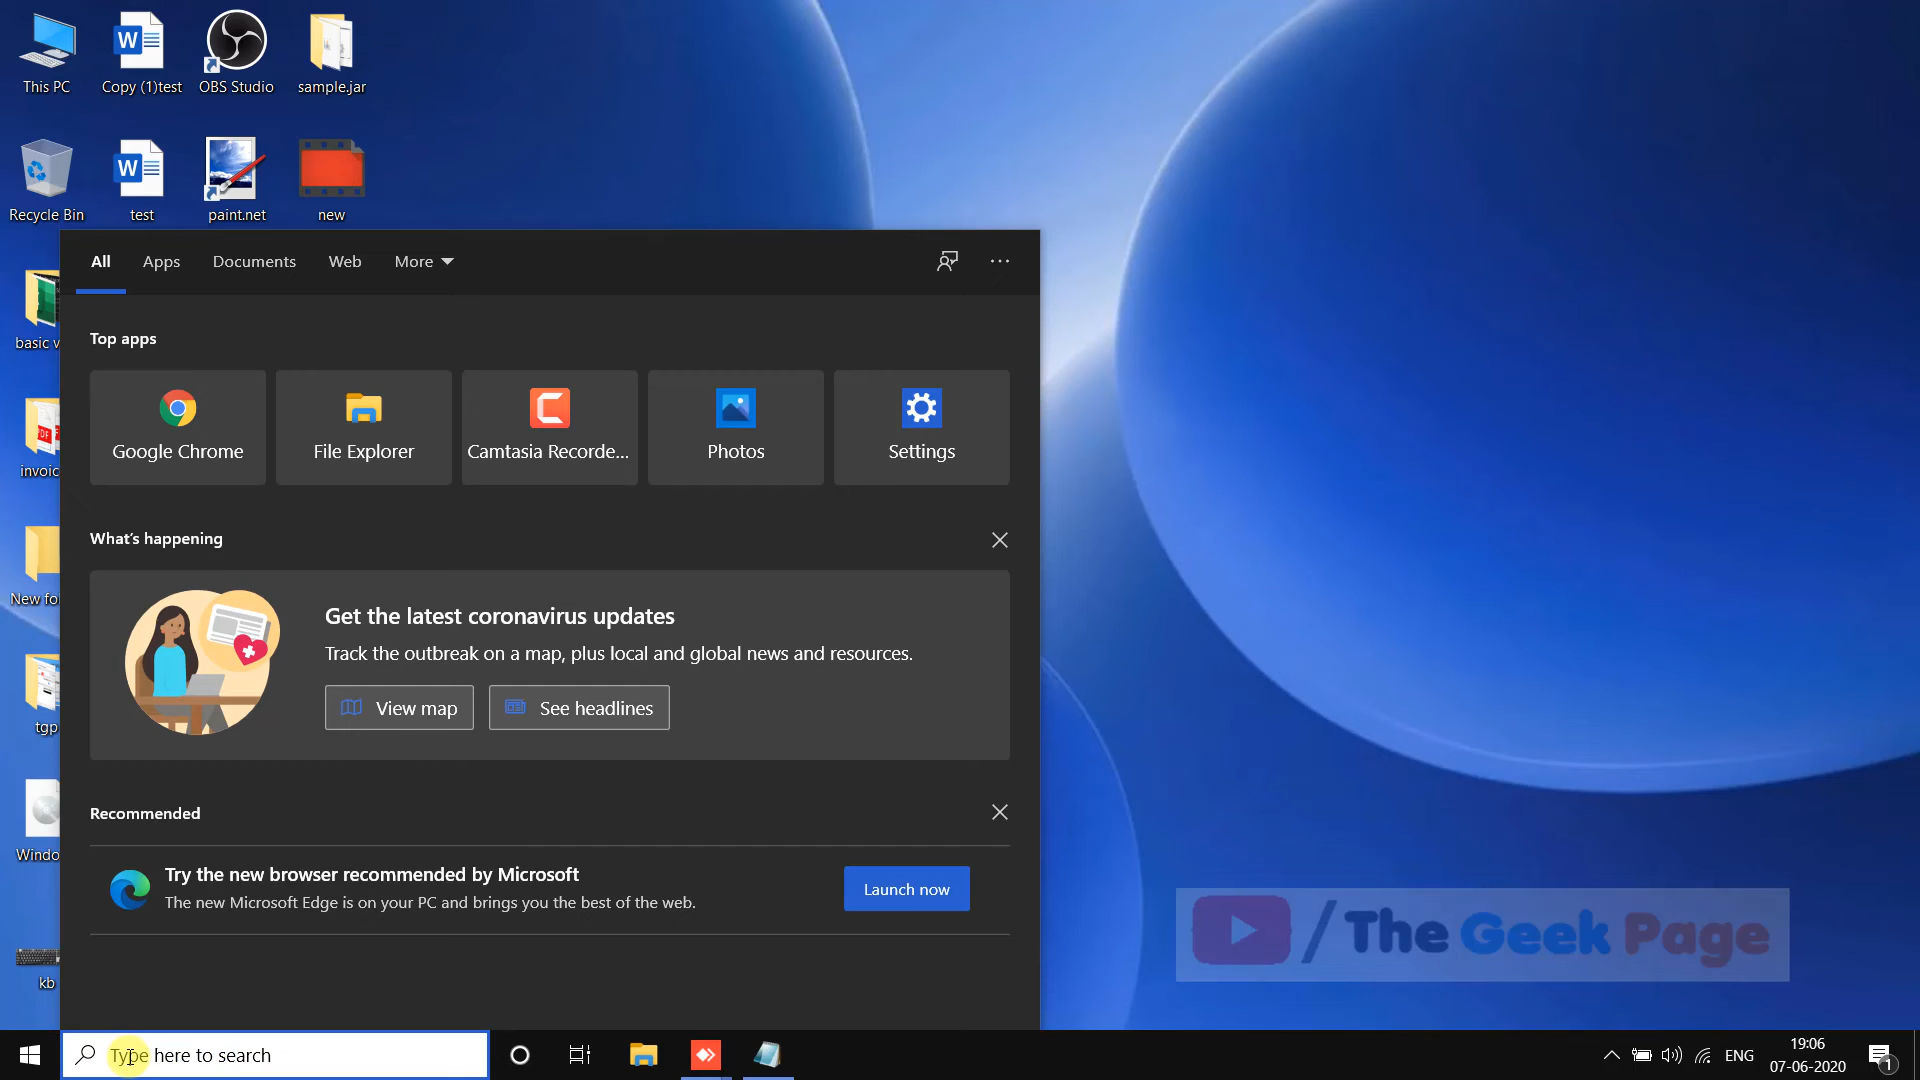 This PC
Copy (1)test
OBS Studio
sample.jar
Recycle Bin
test
paint.net
new
basic v
invoic
New fo
tgp
Windo
kb
All
Apps
Documents
Web
More
Top apps
Google Chrome
File Explorer
Camtasia Recorde...
Photos
Settings
What's happening
Get the latest coronavirus updates
Track the outbreak on a map, plus local and global news and resources.
View map
See headlines
Recommended
Try the new browser recommended by Microsoft
The new Microsoft Edge is on your PC and brings you the best of the web.
Launch now
/ The Geek Page
Type here to search
ENG
19:06
07-06-2020
1